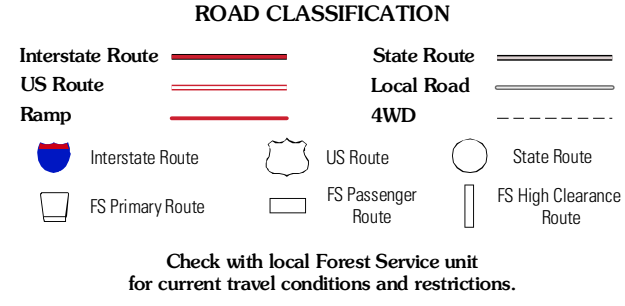 ROAD CLASSIFICATION
Interstate Route
State Route
US Route
Local Road
Ramp
4WD
Interstate Route
US Route
State Route
FS Primary Route
FS Passenger
Route
FS High Clearance
Route
Check with local Forest Service unit
for current travel conditions and restrictions.